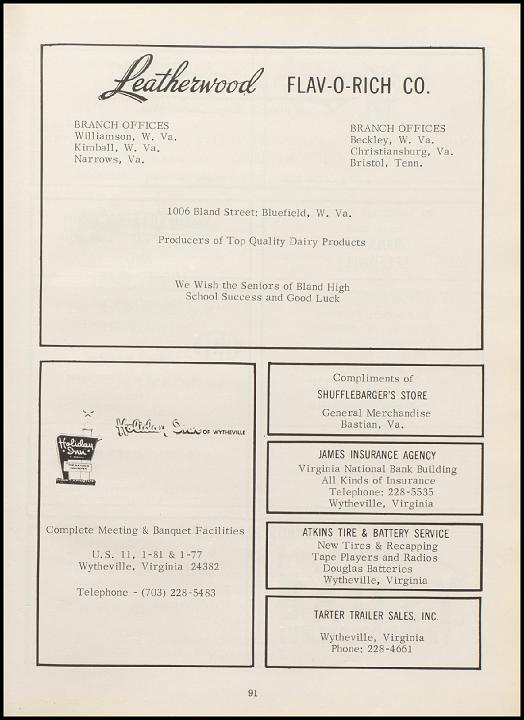 Leatherwood FLAV-O-RICH CO.
BRANCH OFFICES
Williamson, W. Va.
Kimball, W. Va.
Narrows, Va.
BRANCH OFFICES
Beckley, W. Va.
Christiansburg, Va.
Bristol, Tenn.
1006 Bland Street: Bluefield, W. Va.
Producers of Top Quality Dairy Products
We Wish the Seniors of Bland High
School Success and Good Luck
Holiday Inn OF WYTHEVILLE
Holiday
Inn
Complete Meeting & Banquet Facilities
U.S. 11, 1-81 & 1-77
Wytheville, Virginia 24382
Telephone - (703) 228-5483
Compliments of
SHUFFLEBARGER'S STORE
General Merchandise
Bastian, Va.
JAMES INSURANCE AGENCY
Virginia National Bank Building
All Kinds of Insurance
Telephone: 228-5535
Wytheville, Virginia
ATKINS TIRE & BATTERY SERVICE
New Tires & Recapping
Tape Players and Radios
Douglas Batteries
Wytheville, Virginia
TARTER TRAILER SALES, INC.
Wytheville, Virginia
Phone: 228-4661
91